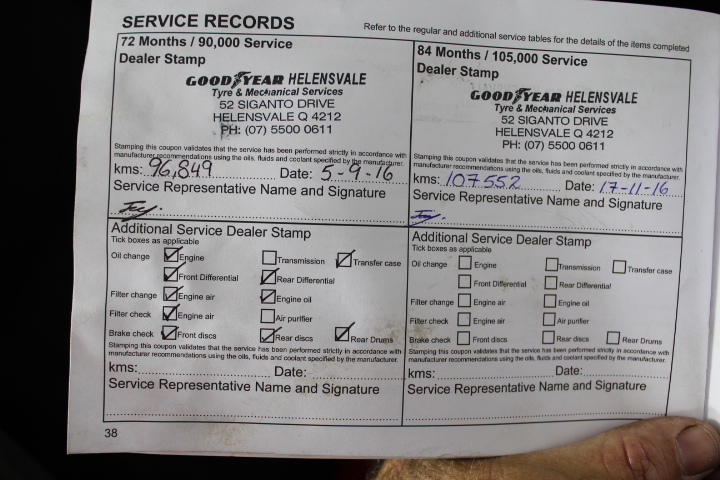 SERVICE RECORDS
Refer to the regular and additional service tables for the details of the items completed
72 Months / 90,000 Service
Dealer Stamp
GOODYEAR HELENSVALE
Tyre & Mechanical Services
52 SIGANTO DRIVE
HELENSVALE Q 4212
PH: (07) 5500 0611
Stamping this coupon validates that the service has been performed strictly in accordance with
manufacturer recommendations using the oils, fluids and coolant specified by the manufacturer.
kms: 96,849 Date: 5-9-16
Service Representative Name and Signature
Additional Service Dealer Stamp
Tick boxes as applicable
Oil change Engine Transmission Transfer case
Front Differential Rear Differential
Filter change Engine air Engine oil
Filter check Engine air Air purifier
Brake check Front discs Rear discs Rear Drums
Stamping this coupon validates that the service has been performed strictly in accordance with
manufacturer recommendations using the oils, fluids and coolant specified by the manufacturer.
kms: Date:
Service Representative Name and Signature
38
84 Months / 105,000 Service
Dealer Stamp
GOODYEAR HELENSVALE
Tyre & Mechanical Services
52 SIGANTO DRIVE
HELENSVALE Q 4212
PH: (07) 5500 0611
Stamping this coupon validates that the service has been performed strictly in accordance with
manufacturer recommendations using the oils, fluids and coolant specified by the manufacturer.
kms: 107552 Date: 17-11-16
Service Representative Name and Signature
Additional Service Dealer Stamp
Tick boxes as applicable
Oil change Engine Transmission Transfer case
Front Differential Rear Differential
Filter change Engine air Engine oil
Filter check Engine air Air purifier
Brake check Front discs Rear discs Rear Drums
Stamping this coupon validates that the service has been performed strictly in accordance with
manufacturer recommendations using the oils, fluids and coolant specified by the manufacturer.
kms: Date:
Service Representative Name and Signature